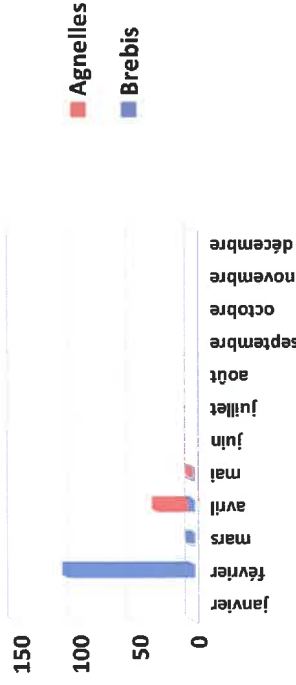 150
100
50
0
janvier
février
mars
avril
mai
juin
juillet
août
septembre
octobre
novembre
décembre
Agnelles
Brebis